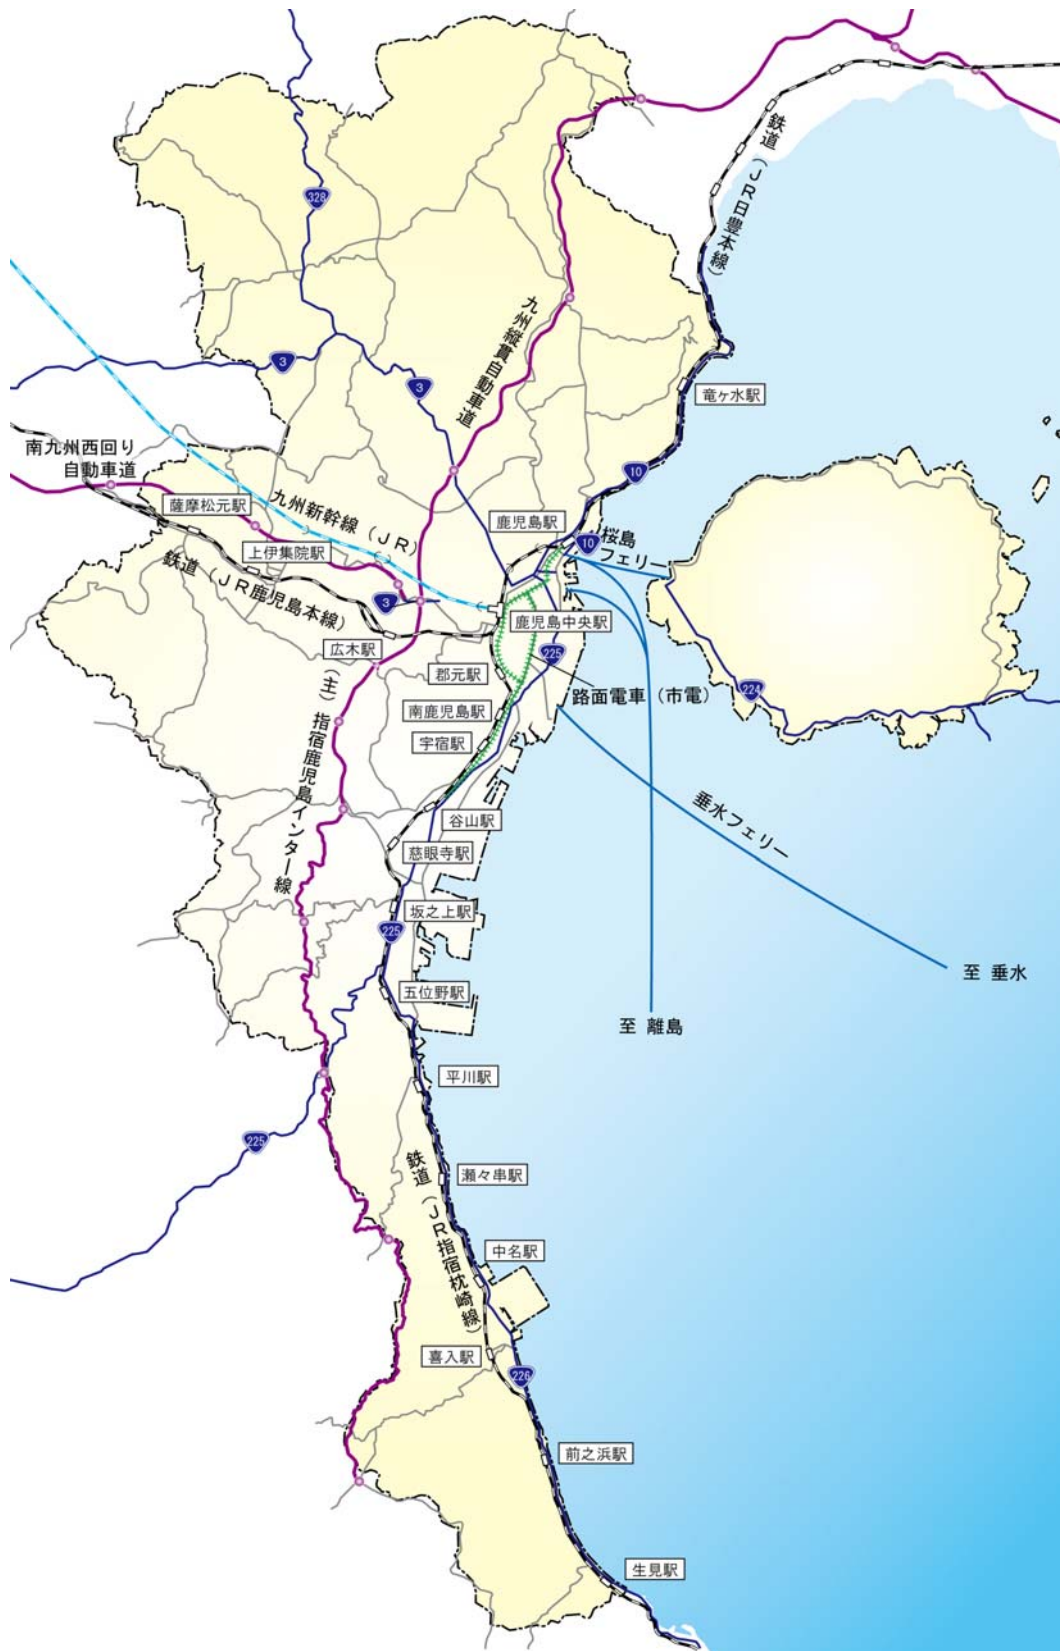 鉄道（ＪＲ日豊本線）
328
九州縦貫自動車道
3
3
竜ヶ水駅
南九州西回り
自動車道
10
薩摩松元駅
九州新幹線（ＪＲ）
鹿児島駅
桜島
フェリー
10
上伊集院駅
鉄道（ＪＲ鹿児島本線）
3
鹿児島中央駅
広木駅
225
郡元駅
路面電車（市電）
224
（主）指宿鹿児島インター線
南鹿児島駅
宇宿駅
谷山駅
垂水フェリー
慈眼寺駅
坂之上駅
225
至 垂水
五位野駅
至 離島
平川駅
225
瀬々串駅
鉄道（ＪＲ指宿枕崎線）
中名駅
喜入駅
226
前之浜駅
生見駅